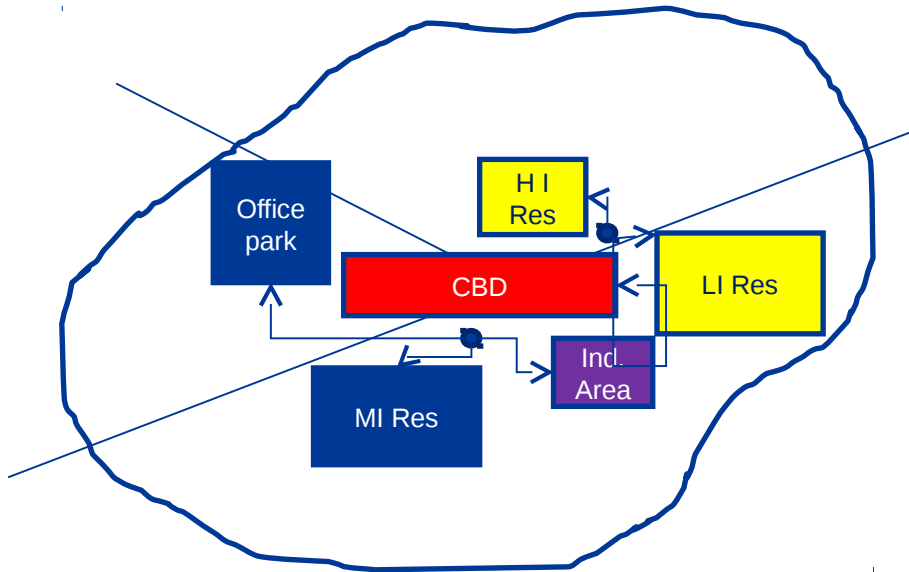 H I
Res
Office
park
CBD
LI Res
Ind.
Area
MI Res